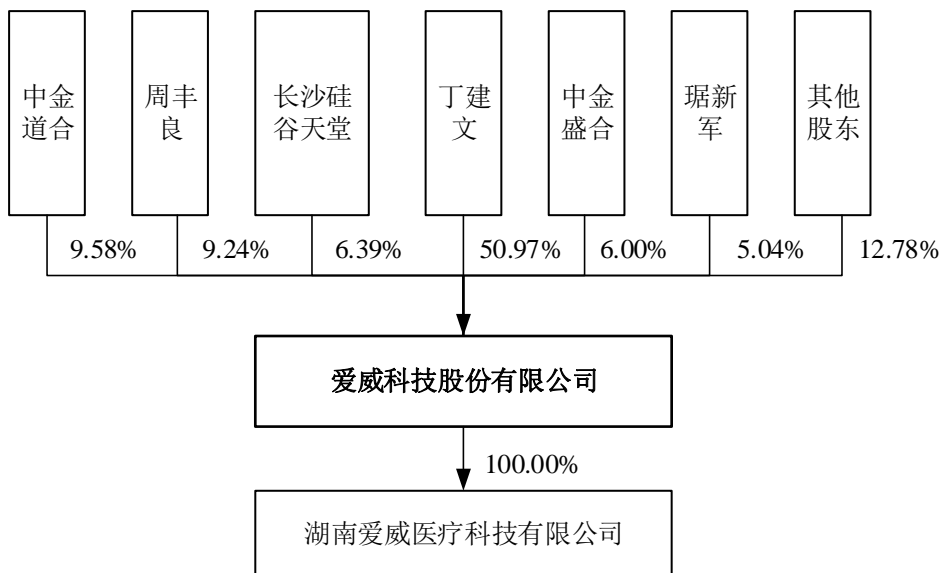 中金
道合
周丰
良
长沙硅
谷天堂
丁建
文
中金
盛合
琚新
军
其他
股东
9.58%
9.24%
6.39%
50.97%
6.00%
5.04%
12.78%
爱威科技股份有限公司
100.00%
湖南爱威医疗科技有限公司